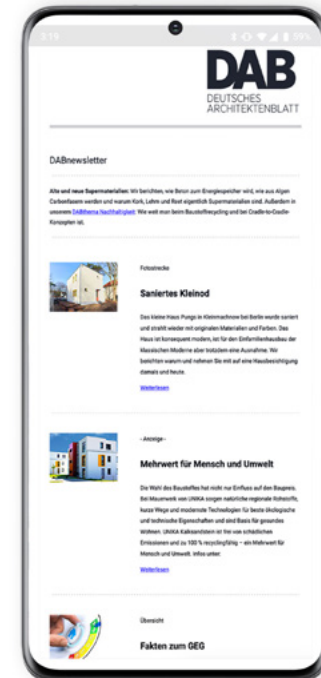 3:19
59%
DAB
DEUTSCHES
ARCHITEKTENBLATT
DABnewsletter
Alte und neue Supermaterialien: Wir berichten, wie Beton zum Energiespeicher wird, wie aus Algen
Carbonfasern werden und warum Kork, Lehm und Rost eigentlich Supermaterialien sind. Außerdem in
unserem DABthema Nachhaltigkeit: Wie weit man beim Baustoffrecycling und bei Cradle-to-Cradle-
Konzepten ist.
Fotostrecke
Saniertes Kleinod
Das kleine Haus Pungs in Kleinmachnow bei Berlin wurde saniert
und strahlt wieder mit originalen Materialien und Farben. Das
Haus ist konsequent modern, ist für den Einfamilienhausbau der
klassischen Moderne aber trotzdem eine Ausnahme. Wir
berichten warum und nehmen Sie mit auf eine Hausbesichtigung
damals und heute.
Weiterlesen
- Anzeige -
Mehrwert für Mensch und Umwelt
Die Wahl des Baustoffes hat nicht nur Einfluss auf den Baupreis.
Bei Mauerwerk von UNIKA sorgen natürliche regionale Rohstoffe,
kurze Wege und modernste Technologien für beste ökologische
und technische Eigenschaften und sind Basis für gesundes
Wohnen. UNIKA Kalksandstein ist frei von schädlichen
Emissionen und zu 100 % recyclingfähig – ein Mehrwert für
Mensch und Umwelt. Infos unter:
Weiterlesen
Übersicht
Fakten zum GEG